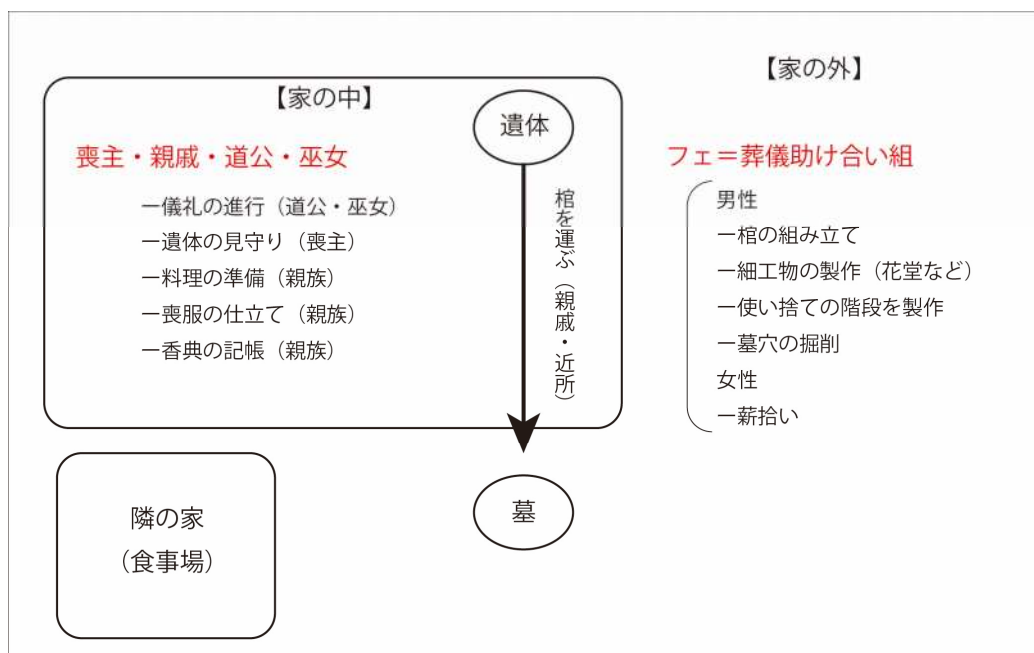 【家の中】
遺体
喪主・親戚・道公・巫女
ー儀礼の進行（道公・巫女）
ー遺体の見守り（喪主）
ー料理の準備（親族）
ー喪服の仕立て（親族）
ー香典の記帳（親族）
棺を運ぶ（親戚・近所）
墓
隣の家
（食事場）
【家の外】
フェ＝葬儀助け合い組
男性
ー棺の組み立て
ー細工物の製作（花堂など）
ー使い捨ての階段を製作
ー墓穴の掘削
女性
ー薪拾い